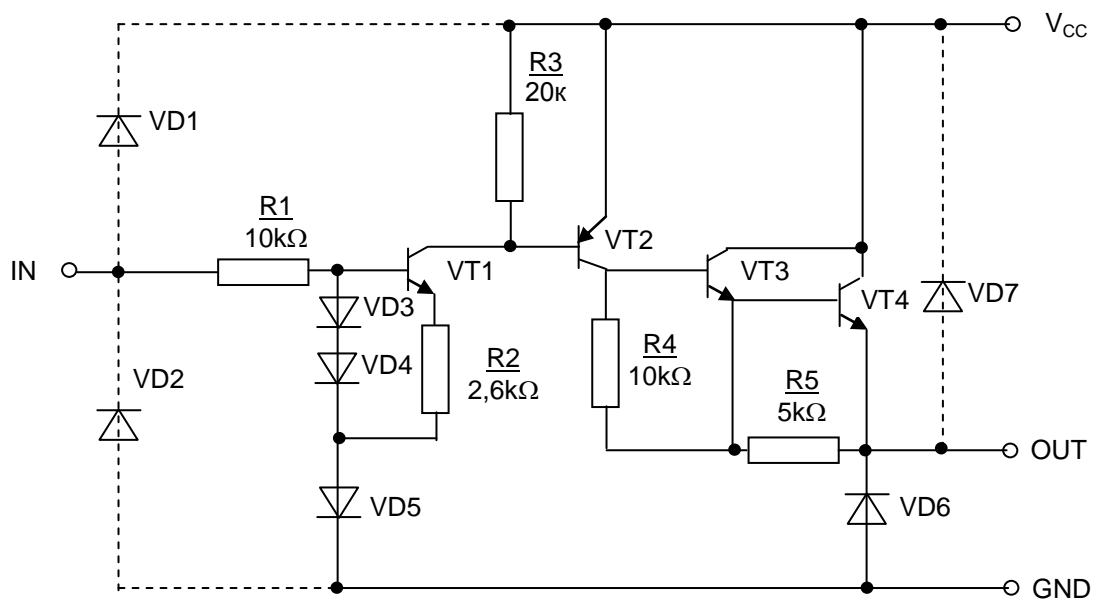 V_CC
R3
20к
VD1
R1
10kΩ
IN
VT1
VT2
VT3
VT4
VD7
VD3
VD4
R2
2,6kΩ
R4
10kΩ
VD2
R5
5kΩ
OUT
VD5
VD6
GND